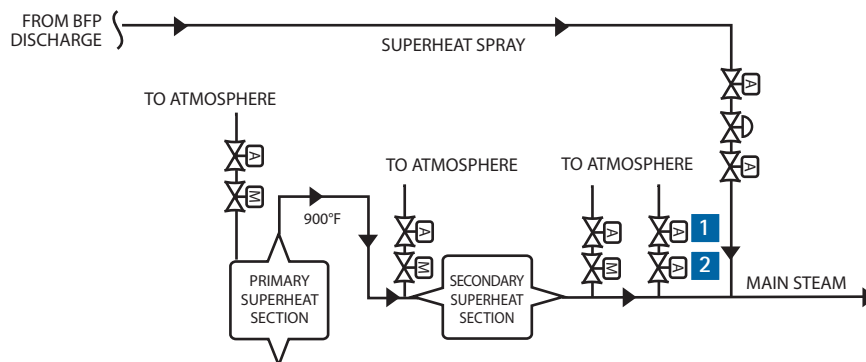 FROM BFP
DISCHARGE
SUPERHEAT SPRAY
A
A
TO ATMOSPHERE
TO ATMOSPHERE
TO ATMOSPHERE
A
M
900°F
A
M
A
M
A
1
A
2
PRIMARY
SUPERHEAT
SECTION
SECONDARY
SUPERHEAT
SECTION
MAIN STEAM